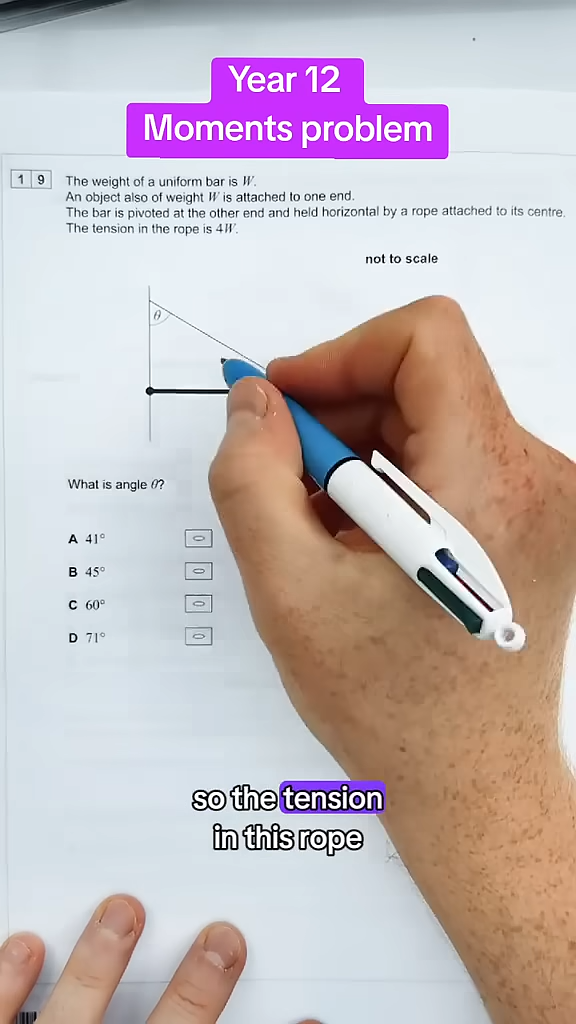 Year 12
Moments problem
1 9
The weight of a uniform bar is W.
An object also of weight W is attached to one end.
The bar is pivoted at the other end and held horizontal by a rope attached to its centre.
The tension in the rope is 4W.
not to scale
θ
What is angle θ?
A 41°
B 45°
C 60°
D 71°
so the tension
in this rope